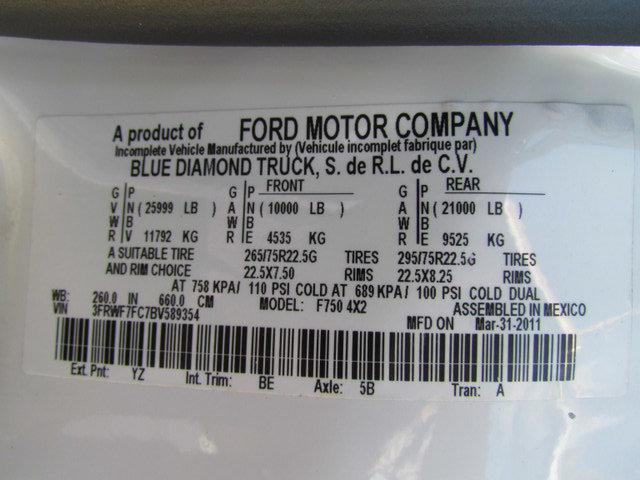 A product of FORD MOTOR COMPANY
Incomplete Vehicle Manufactured by (Vehicule incomplet fabrique par)
BLUE DIAMOND TRUCK, S. de R.L. de C.V.
G P G P FRONT G P REAR
V N (25999 LB ) A N (10000 LB ) A N (21000 LB )
W B W B W B
R V 11792 KG R E 4535 KG R E 9525 KG
A SUITABLE TIRE 265/75R22.5G TIRES 295/75R22.5G TIRES
AND RIM CHOICE 22.5X7.50 RIMS 22.5X8.25 RIMS
AT 758 KPA/ 110 PSI COLD AT 689 KPA/ 100 PSI COLD DUAL
WB: 260.0 IN 660.0 CM MODEL: F750 4X2 ASSEMBLED IN MEXICO
VIN 3FRWF7FC7BV589354 MFD ON Mar-31-2011
Ext. Pnt: YZ Int. Trim: BE Axle: 5B Tran: A